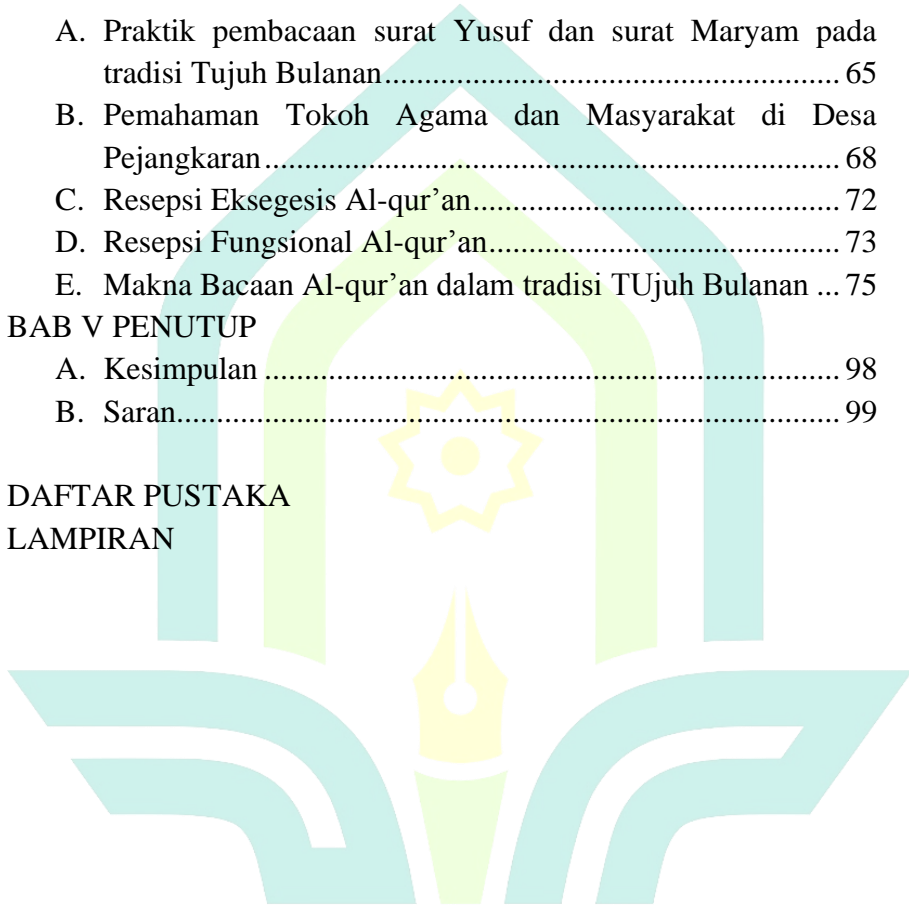 A. Praktik pembacaan surat Yusuf dan surat Maryam pada
tradisi Tujuh Bulanan.................................................................. 65
B. Pemahaman Tokoh Agama dan Masyarakat di Desa
Pejangkaran................................................................................. 68
C. Resepsi Eksegesis Al-qur’an.................................................... 72
D. Resepsi Fungsional Al-qur’an.................................................. 73
E. Makna Bacaan Al-qur’an dalam tradisi TUjuh Bulanan ... 75
BAB V PENUTUP
A. Kesimpulan ................................................................................ 98
B. Saran............................................................................................ 99
DAFTAR PUSTAKA
LAMPIRAN